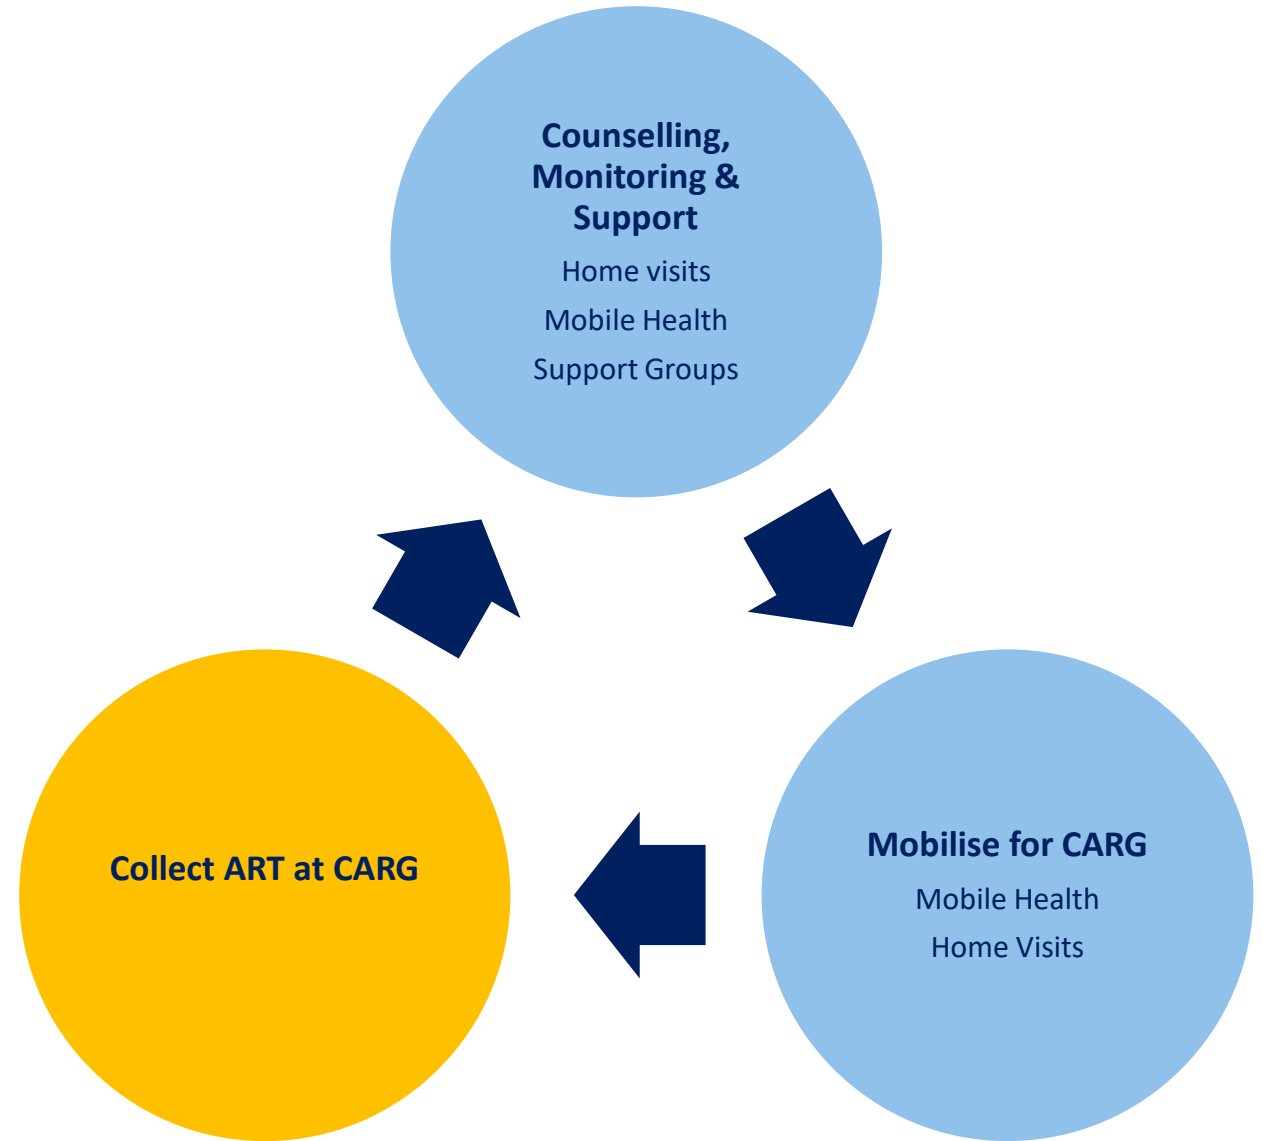 Counselling,
Monitoring &
Support
Home visits
Mobile Health
Support Groups
Collect ART at CARG
Mobilise for CARG
Mobile Health
Home Visits